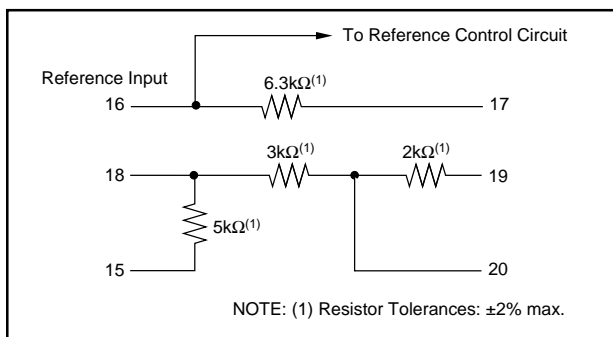 To Reference Control Circuit
Reference Input
6.3kΩ(1)
16
17
3kΩ(1)
2kΩ(1)
18
19
5kΩ(1)
15
20
NOTE: (1) Resistor Tolerances: ±2% max.